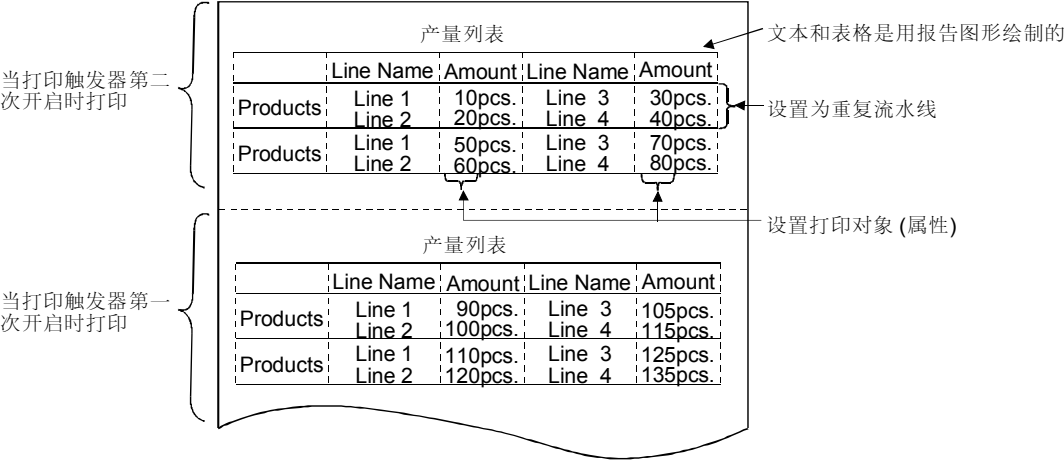 产量列表
文本和表格是用报告图形绘制的
当打印触发器第二
次开启时打印
Line Name Amount Line Name Amount
Products Line 1 10pcs. Line 3 30pcs.
Line 2 20pcs. Line 4 40pcs.
设置为重复流水线
Products Line 1 50pcs. Line 3 70pcs.
Line 2 60pcs. Line 4 80pcs.
设置打印对象 (属性)
产量列表
当打印触发器第一
次开启时打印
Line Name Amount Line Name Amount
Products Line 1 90pcs. Line 3 105pcs.
Line 2 100pcs. Line 4 115pcs.
Products Line 1 110pcs. Line 3 125pcs.
Line 2 120pcs. Line 4 135pcs.